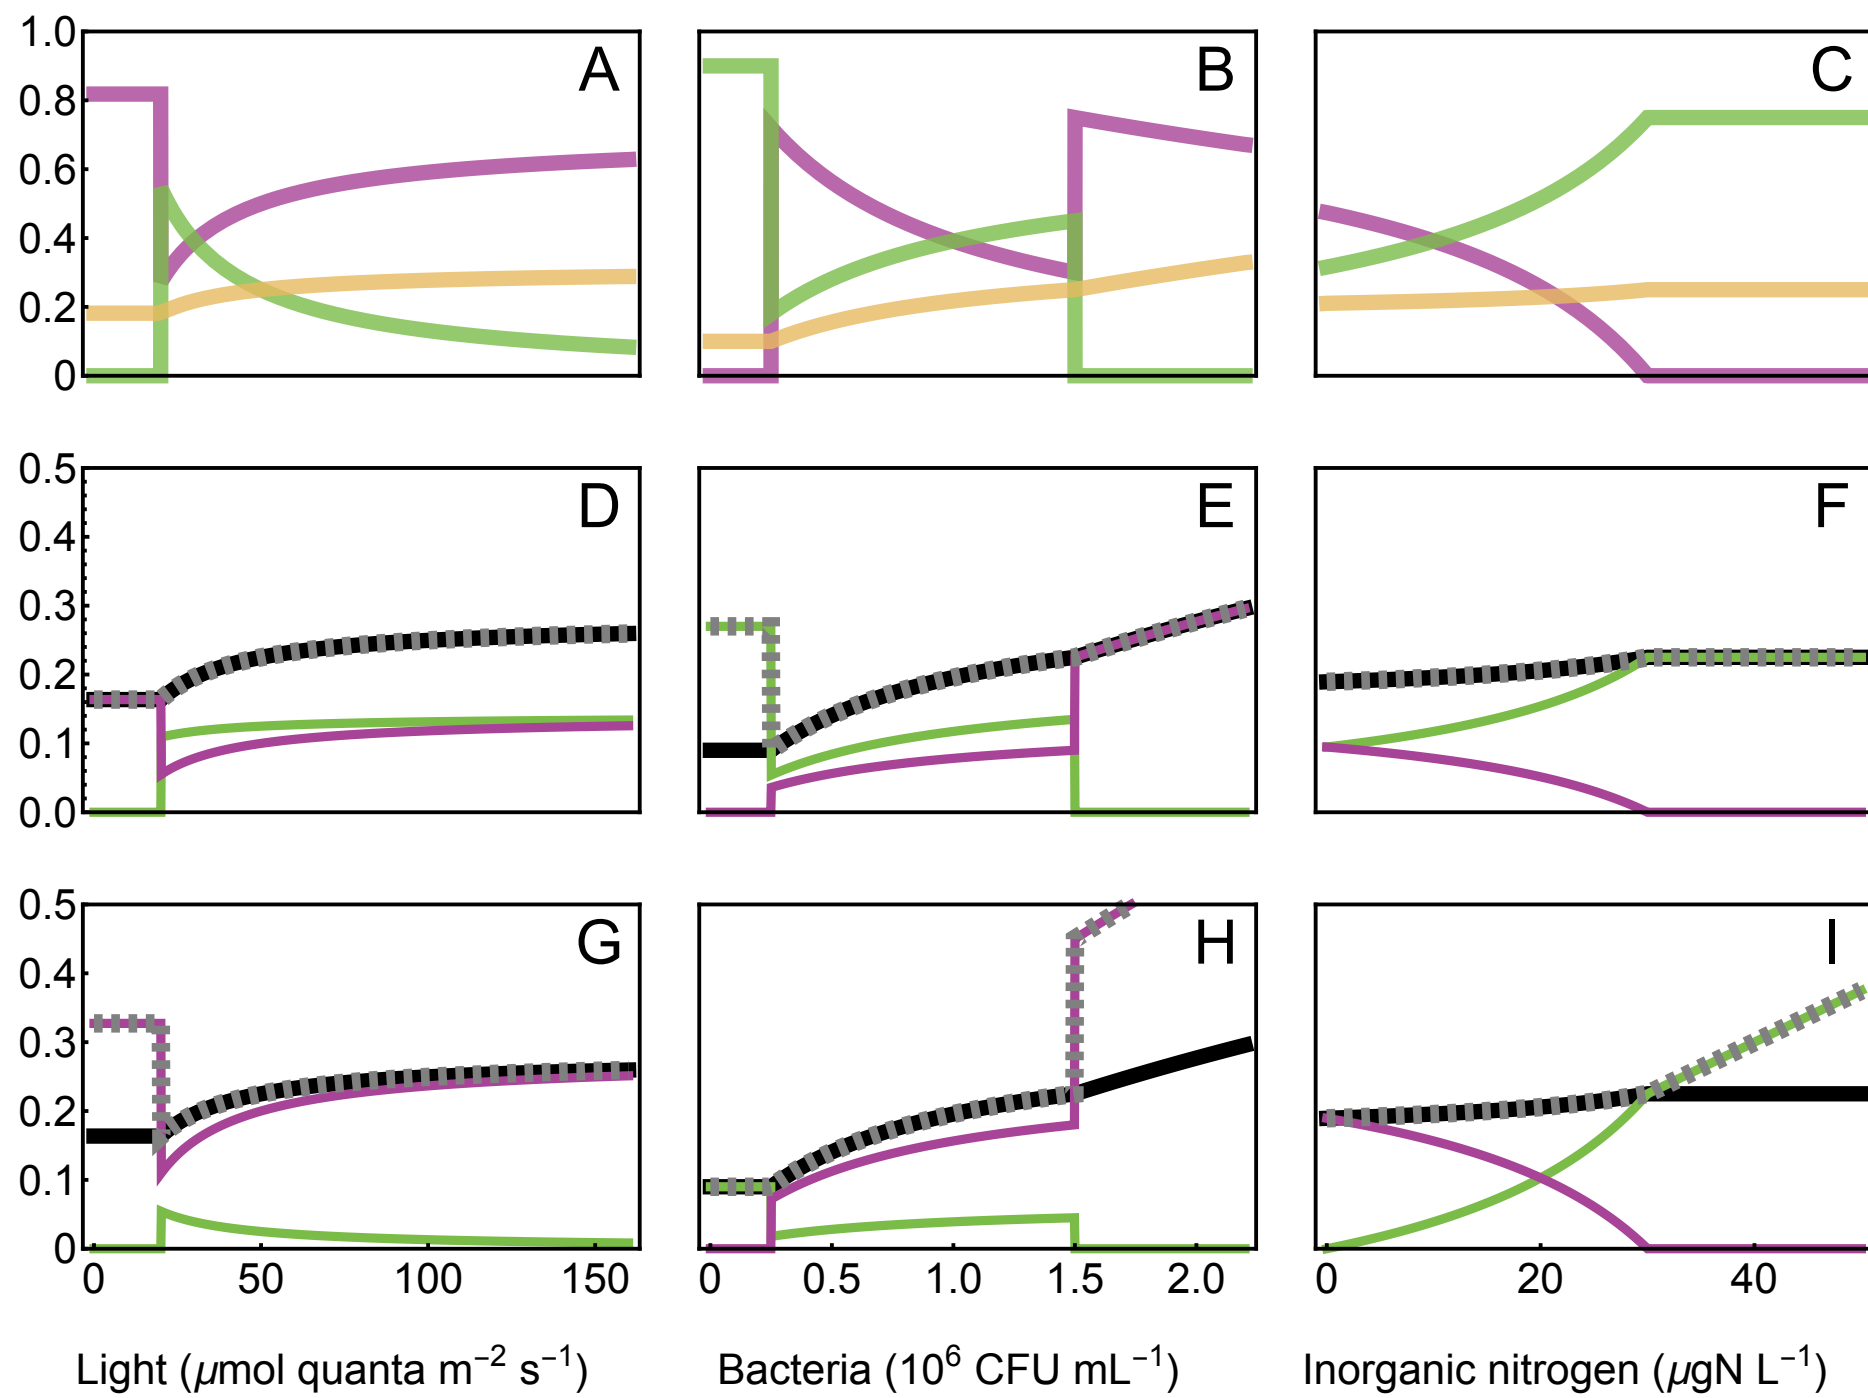 1.0
0.8
0.6
0.4
0.2
0
A
B
C
0.5
0.4
0.3
0.2
0.1
0.0
D
E
F
0.5
0.4
0.3
0.2
0.1
0
G
H
I
0 50 100 150
0 0.5 1.0 1.5 2.0
0 20 40
Light (μmol quanta m⁻² s⁻¹)
Bacteria (10⁶ CFU mL⁻¹)
Inorganic nitrogen (μgN L⁻¹)